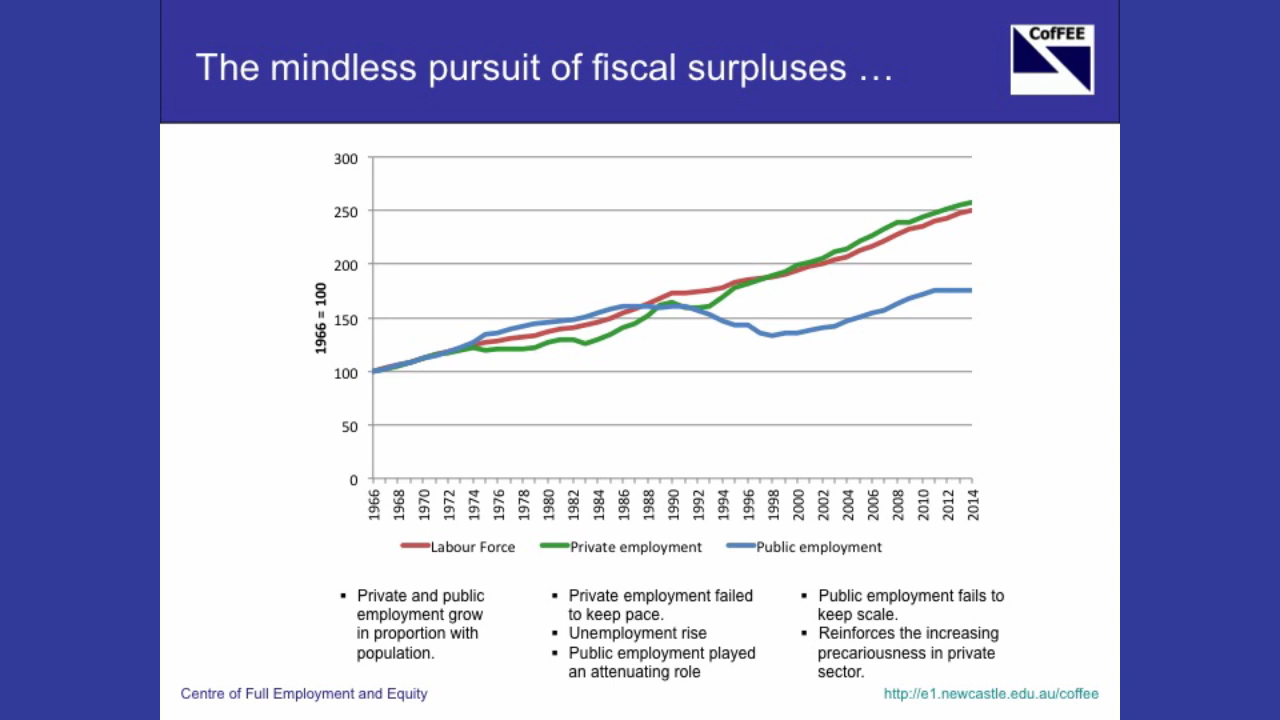 The mindless pursuit of fiscal surpluses …
CofFEE
300
250
200
150
100
50
0
1966 = 100
1966
1968
1970
1972
1974
1976
1978
1980
1982
1984
1986
1988
1990
1992
1994
1996
1998
2000
2002
2004
2006
2008
2010
2012
2014
Labour Force
Private employment
Public employment
▪ Private and public
employment grow
in proportion with
population.
▪ Private employment failed
to keep pace.
▪ Unemployment rise
▪ Public employment played
an attenuating role
▪ Public employment fails to
keep scale.
▪ Reinforces the increasing
precariousness in private
sector.
Centre of Full Employment and Equity
http://e1.newcastle.edu.au/coffee